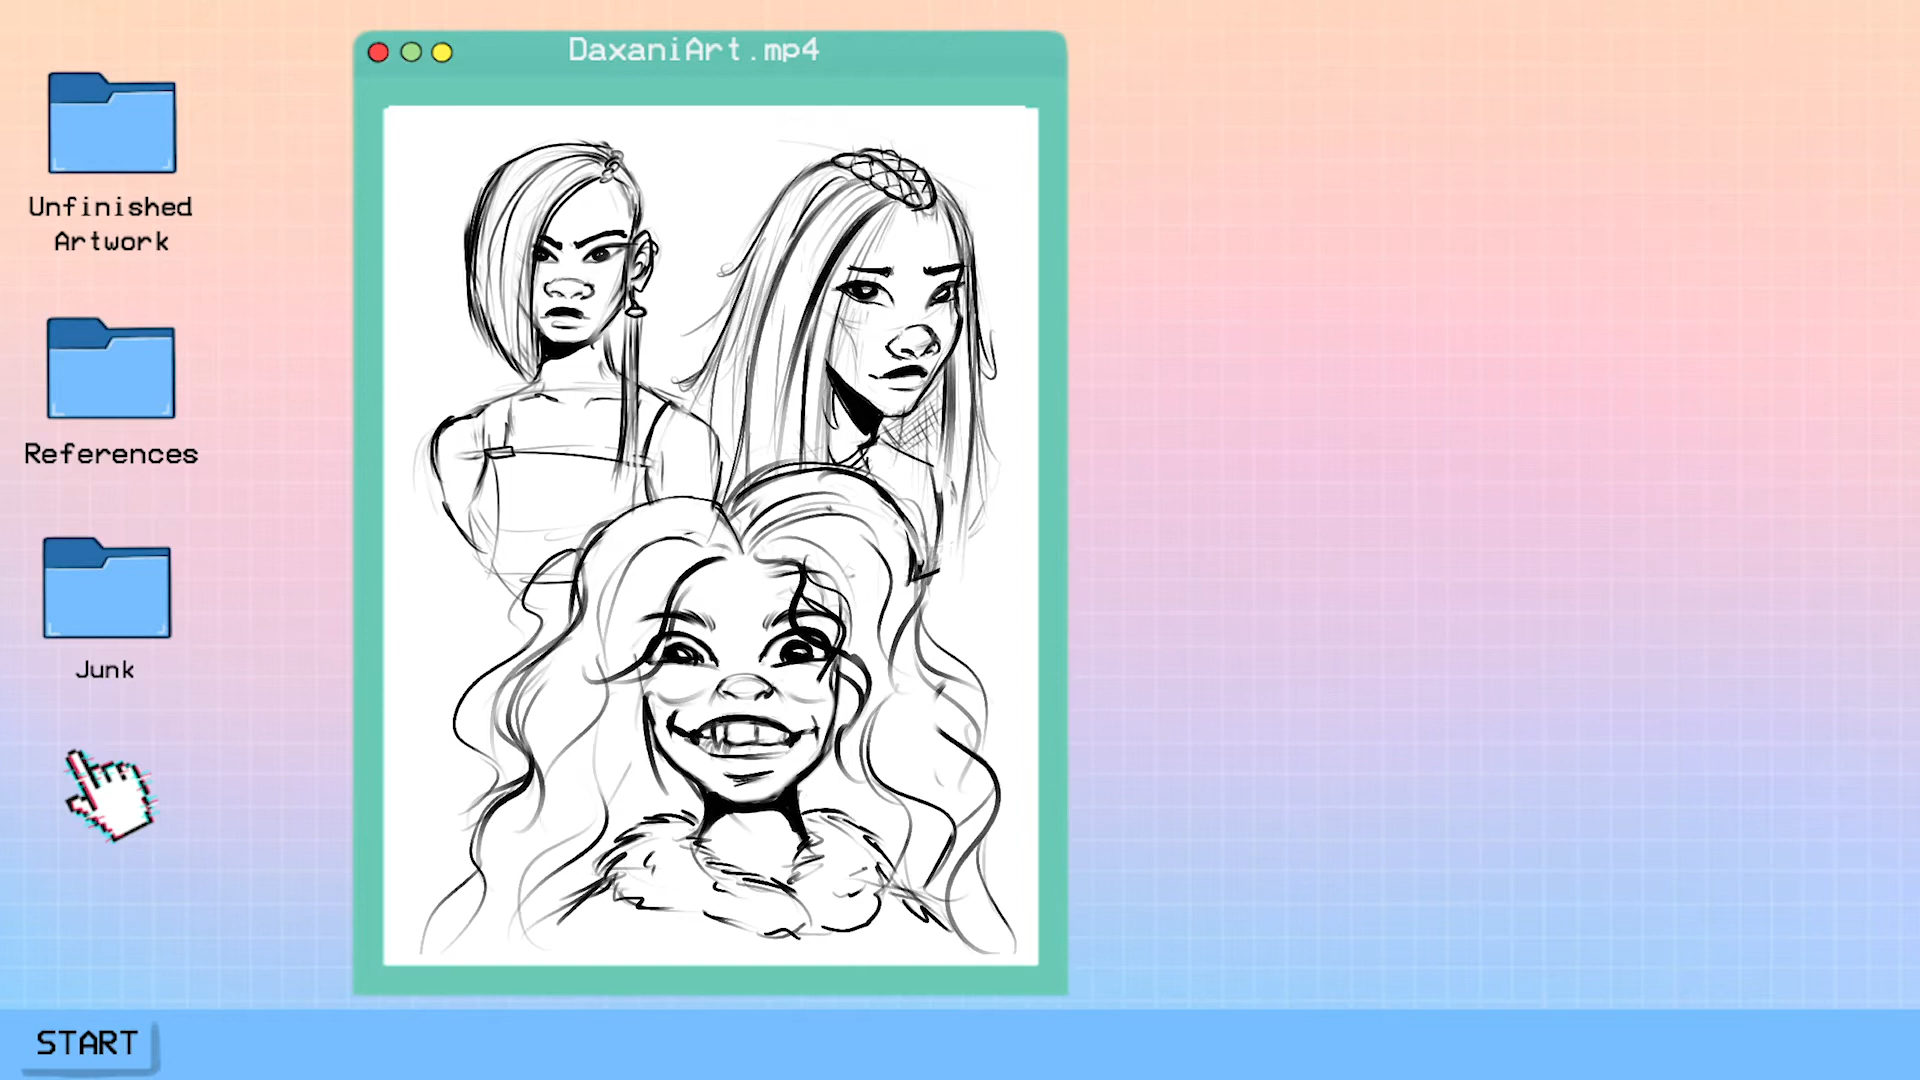 DaxaniArt.mp4
Unfinished
Artwork
References
Junk
START